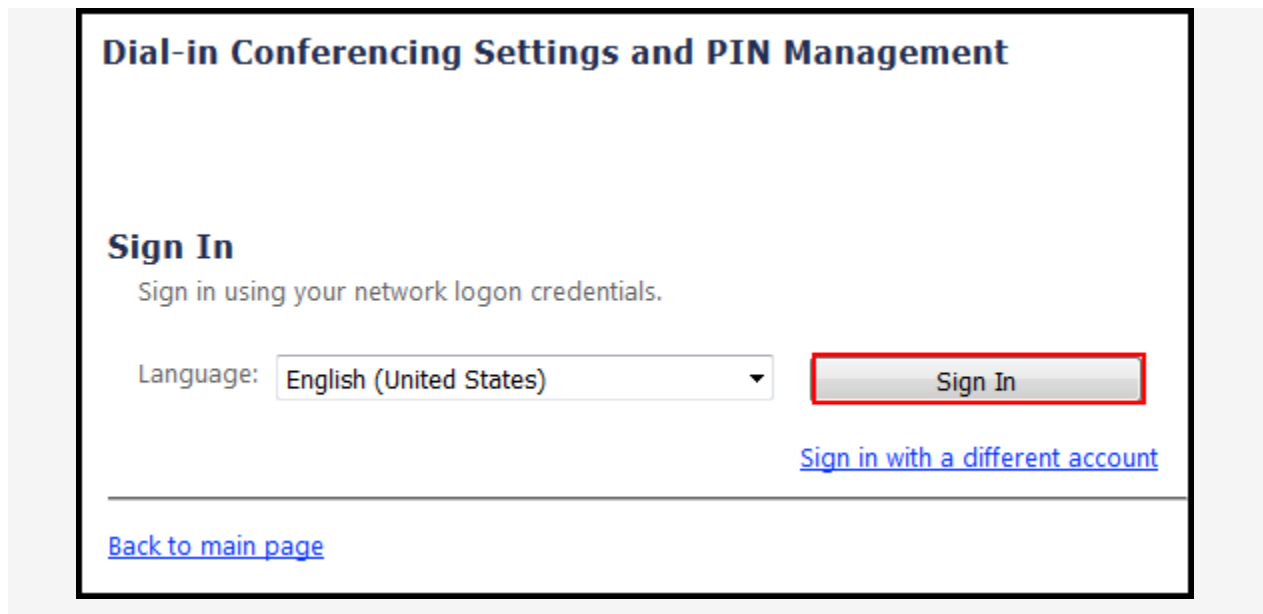 Dial-in Conferencing Settings and PIN Management
Sign In
Sign in using your network logon credentials.
Language: English (United States) Sign In
Sign in with a different account
Back to main page